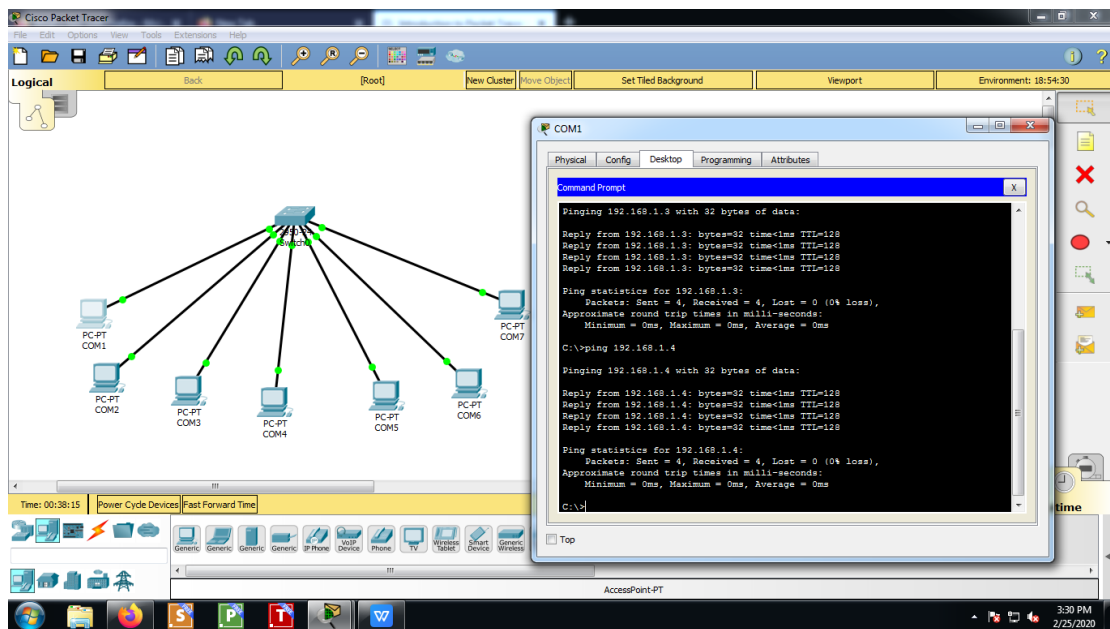 Cisco Packet Tracer
File Edit Options View Tools Extensions Help
Logical Back [Root] New Cluster Move Object Set Tiled Background Viewport Environment: 18:54:30
COM1
Physical Config Desktop Programming Attributes
Command Prompt X
Pinging 192.168.1.3 with 32 bytes of data:
Reply from 192.168.1.3: bytes=32 time<1ms TTL=128
Reply from 192.168.1.3: bytes=32 time<1ms TTL=128
Reply from 192.168.1.3: bytes=32 time<1ms TTL=128
Reply from 192.168.1.3: bytes=32 time<1ms TTL=128
Ping statistics for 192.168.1.3:
Packets: Sent = 4, Received = 4, Lost = 0 (0% loss),
Approximate round trip times in milli-seconds:
Minimum = 0ms, Maximum = 0ms, Average = 0ms
C:\>ping 192.168.1.4
Pinging 192.168.1.4 with 32 bytes of data:
Reply from 192.168.1.4: bytes=32 time<1ms TTL=128
Reply from 192.168.1.4: bytes=32 time<1ms TTL=128
Reply from 192.168.1.4: bytes=32 time<1ms TTL=128
Reply from 192.168.1.4: bytes=32 time<1ms TTL=128
Ping statistics for 192.168.1.4:
Packets: Sent = 4, Received = 4, Lost = 0 (0% loss),
Approximate round trip times in milli-seconds:
Minimum = 0ms, Maximum = 0ms, Average = 0ms
C:\>
Top
PC-PT
COM1
PC-PT
COM2
PC-PT
COM3
PC-PT
COM4
PC-PT
COM5
PC-PT
COM6
PC-PT
COM7
Time: 00:38:15 Power Cycle Devices Fast Forward Time
Generic Generic Generic Generic IP Phone VoIP Device Phone TV Wireless Tablet Smart Device Generic Wireless
AccessPoint-PT
3:30 PM
2/25/2020